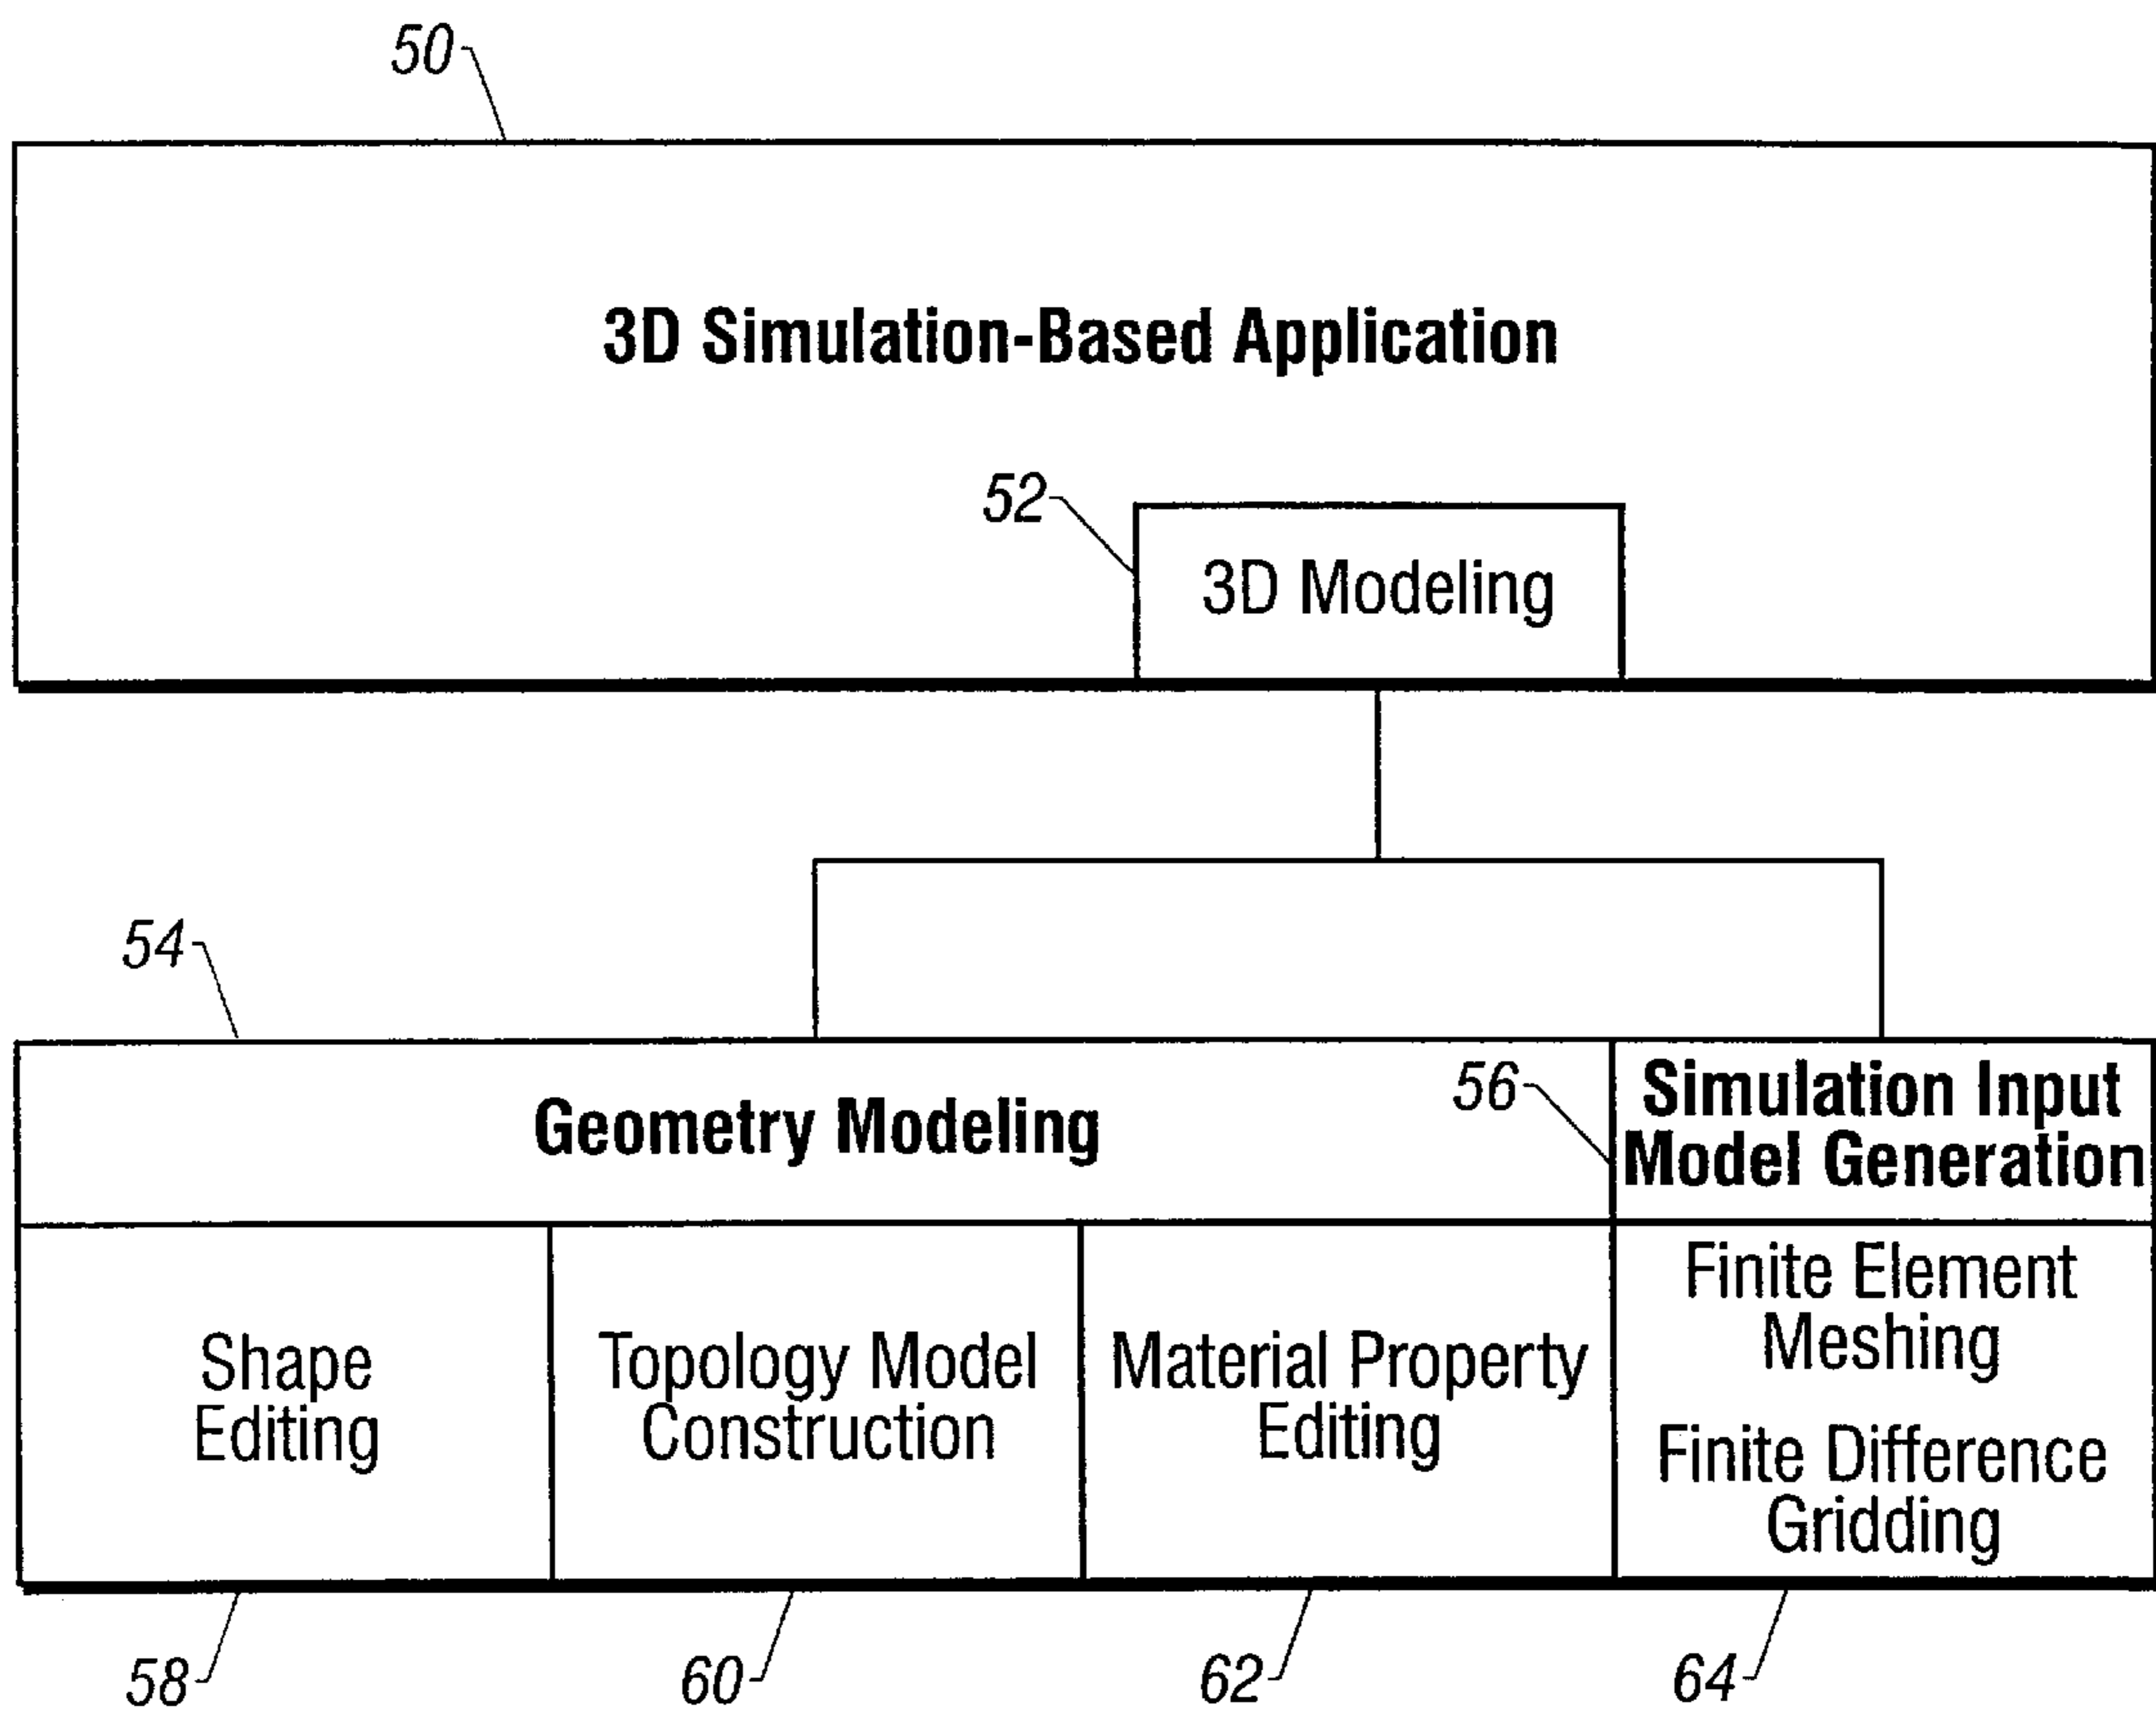 50
3D Simulation-Based Application
52
3D Modeling
54
Geometry Modeling
56
Simulation Input
Model Generation
Shape
Editing
Topology Model
Construction
Material Property
Editing
Finite Element
Meshing
Finite Difference
Gridding
58
60
62
64